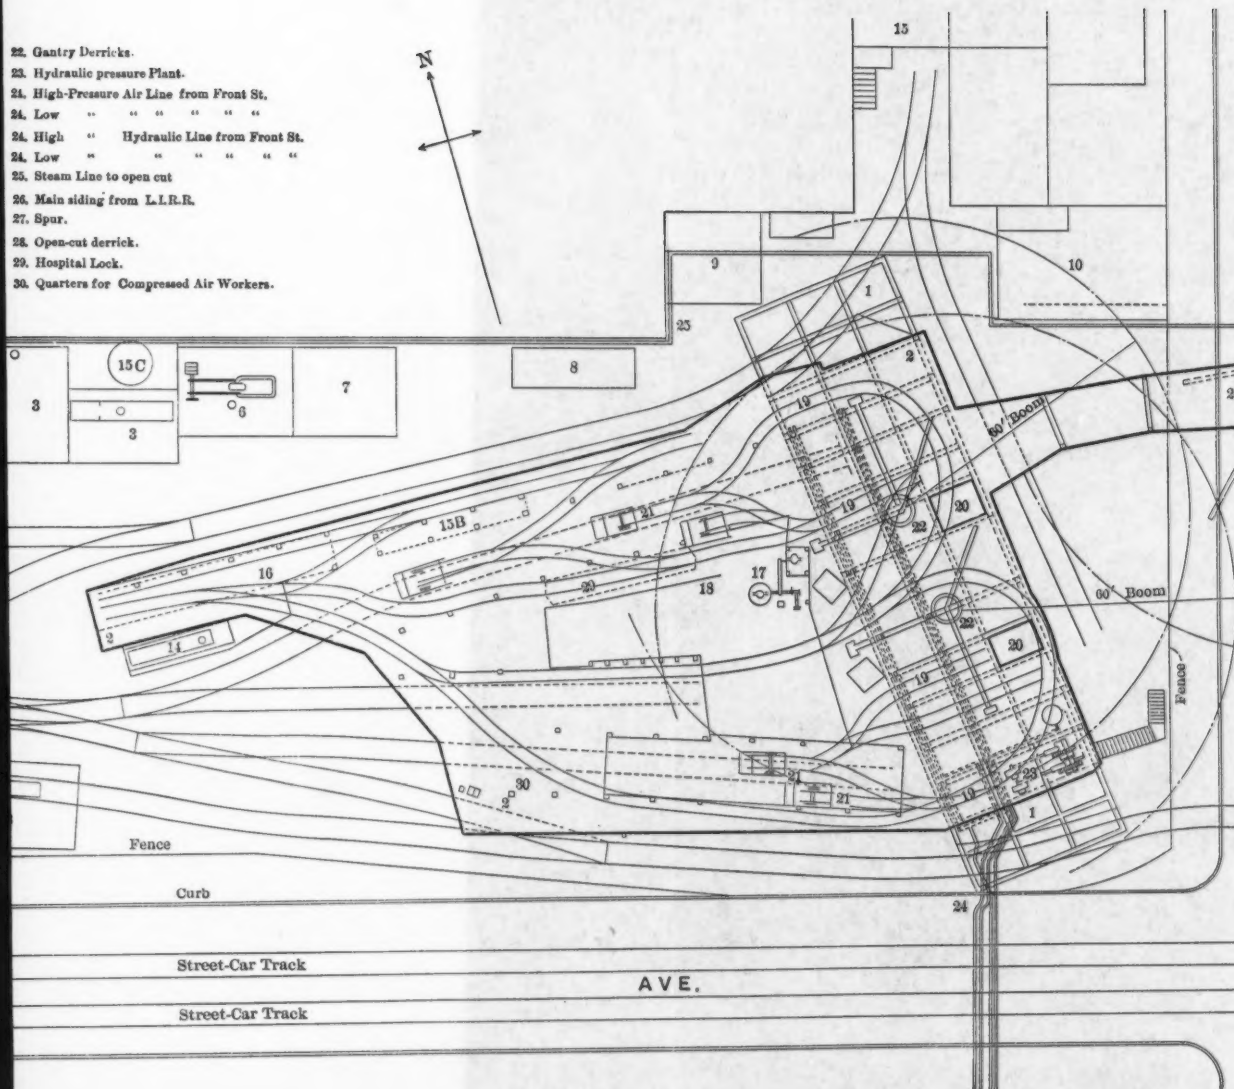 22. Gantry Derricks.
23. Hydraulic pressure Plant.
24. High-Pressure Air Line from Front St.
24. Low " " " " " "
24. High " Hydraulic Line from Front St.
24. Low " " " " " "
25. Steam Line to open cut
26. Main siding from L.I.R.R.
27. Spur.
28. Open-cut derrick.
29. Hospital Lock.
30. Quarters for Compressed Air Workers.
N
15
9
10
1
25
2
15C
3
3
6
7
8
19
2
60' Boom
15B
21
19
20
22
16
29
18
17
60' Boom
22
20
2
14
19
Fence
23
21
21
30
2
19
1
Fence
Curb
24
Street-Car Track
AVE.
Street-Car Track